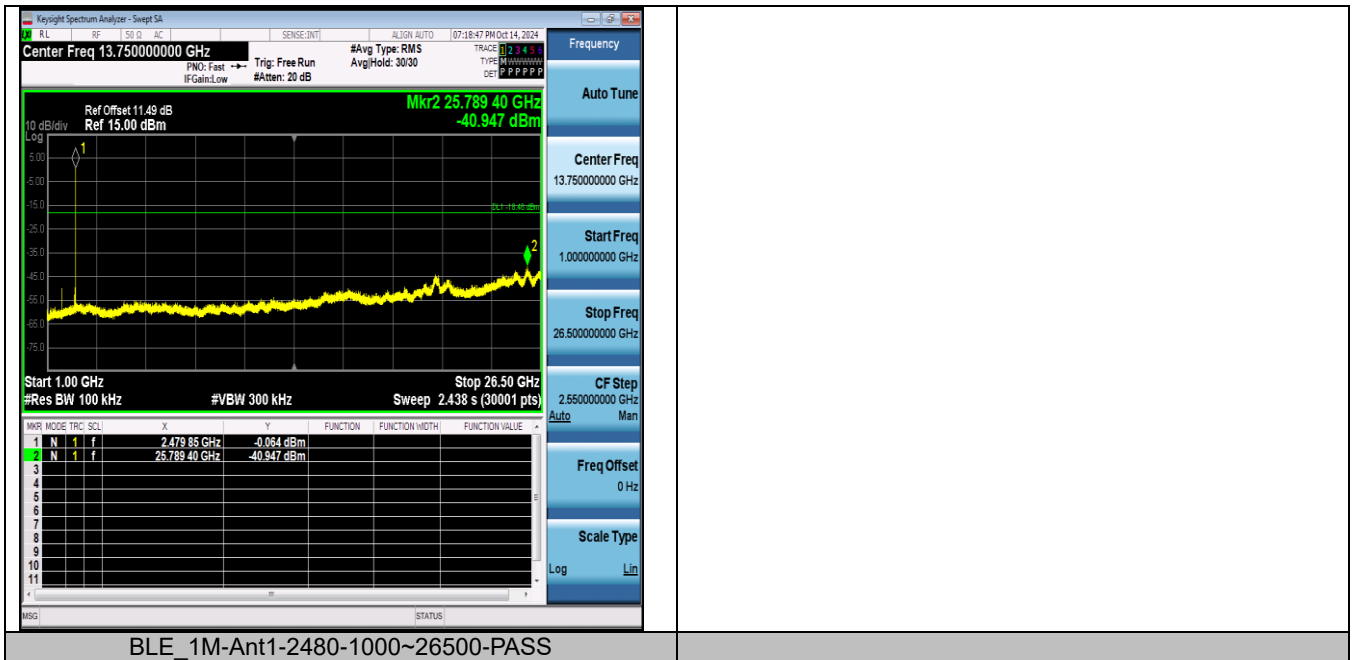 Keysight Spectrum Analyzer - Swept SA
RL RF 50 Ω AC SENSE:INT ALIGN AUTO 07:18:47 PM Oct 14, 2024
Center Freq 13.750000000 GHz #Avg Type: RMS TRACE 1 2 3 4 5 6
PNO: Fast Trig: Free Run Avg|Hold: 30/30 TYPE M WWWWW
IFGain:Low #Atten: 20 dB DET P P P P P P
Frequency
Auto Tune
Mkr2 25.789 40 GHz
Ref Offset 11.49 dB
10 dB/div Ref 15.00 dBm -40.947 dBm
Log
1
5.00
-5.00
-15.0
DL1 -18.48 dBm
-25.0
2
-35.0
-45.0
-55.0
-65.0
-75.0
Start 1.00 GHz Stop 26.50 GHz
#Res BW 100 kHz #VBW 300 kHz Sweep 2.438 s (30001 pts)
MKR MODE TRC SCL X Y FUNCTION FUNCTION WIDTH FUNCTION VALUE
1 N 1 f 2.479 85 GHz -0.064 dBm
2 N 1 f 25.789 40 GHz -40.947 dBm
3
4
5
6
7
8
9
10
11
MSG STATUS
Center Freq
13.750000000 GHz
Start Freq
1.000000000 GHz
Stop Freq
26.500000000 GHz
CF Step
2.550000000 GHz
Auto Man
Freq Offset
0 Hz
Scale Type
Log Lin
BLE_1M-Ant1-2480-1000~26500-PASS